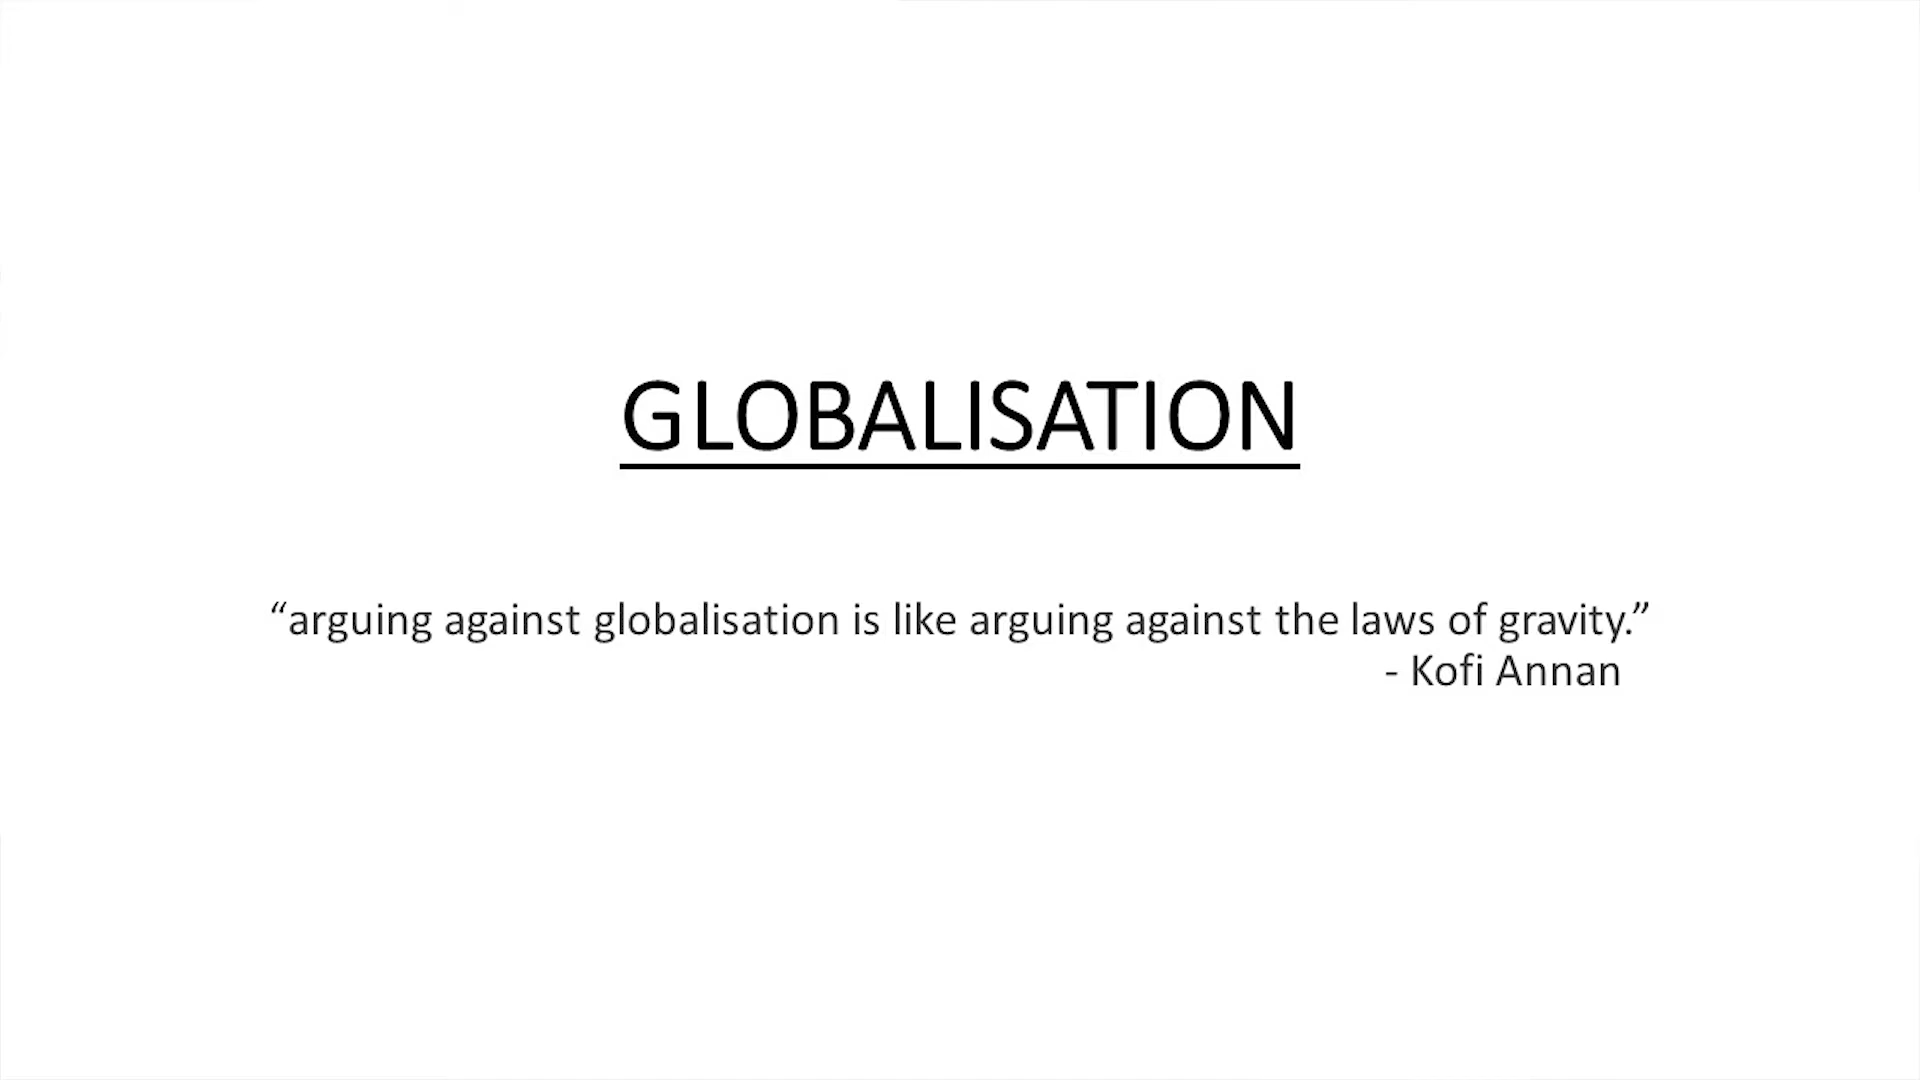 GLOBALISATION
“arguing against globalisation is like arguing against the laws of gravity.”
- Kofi Annan